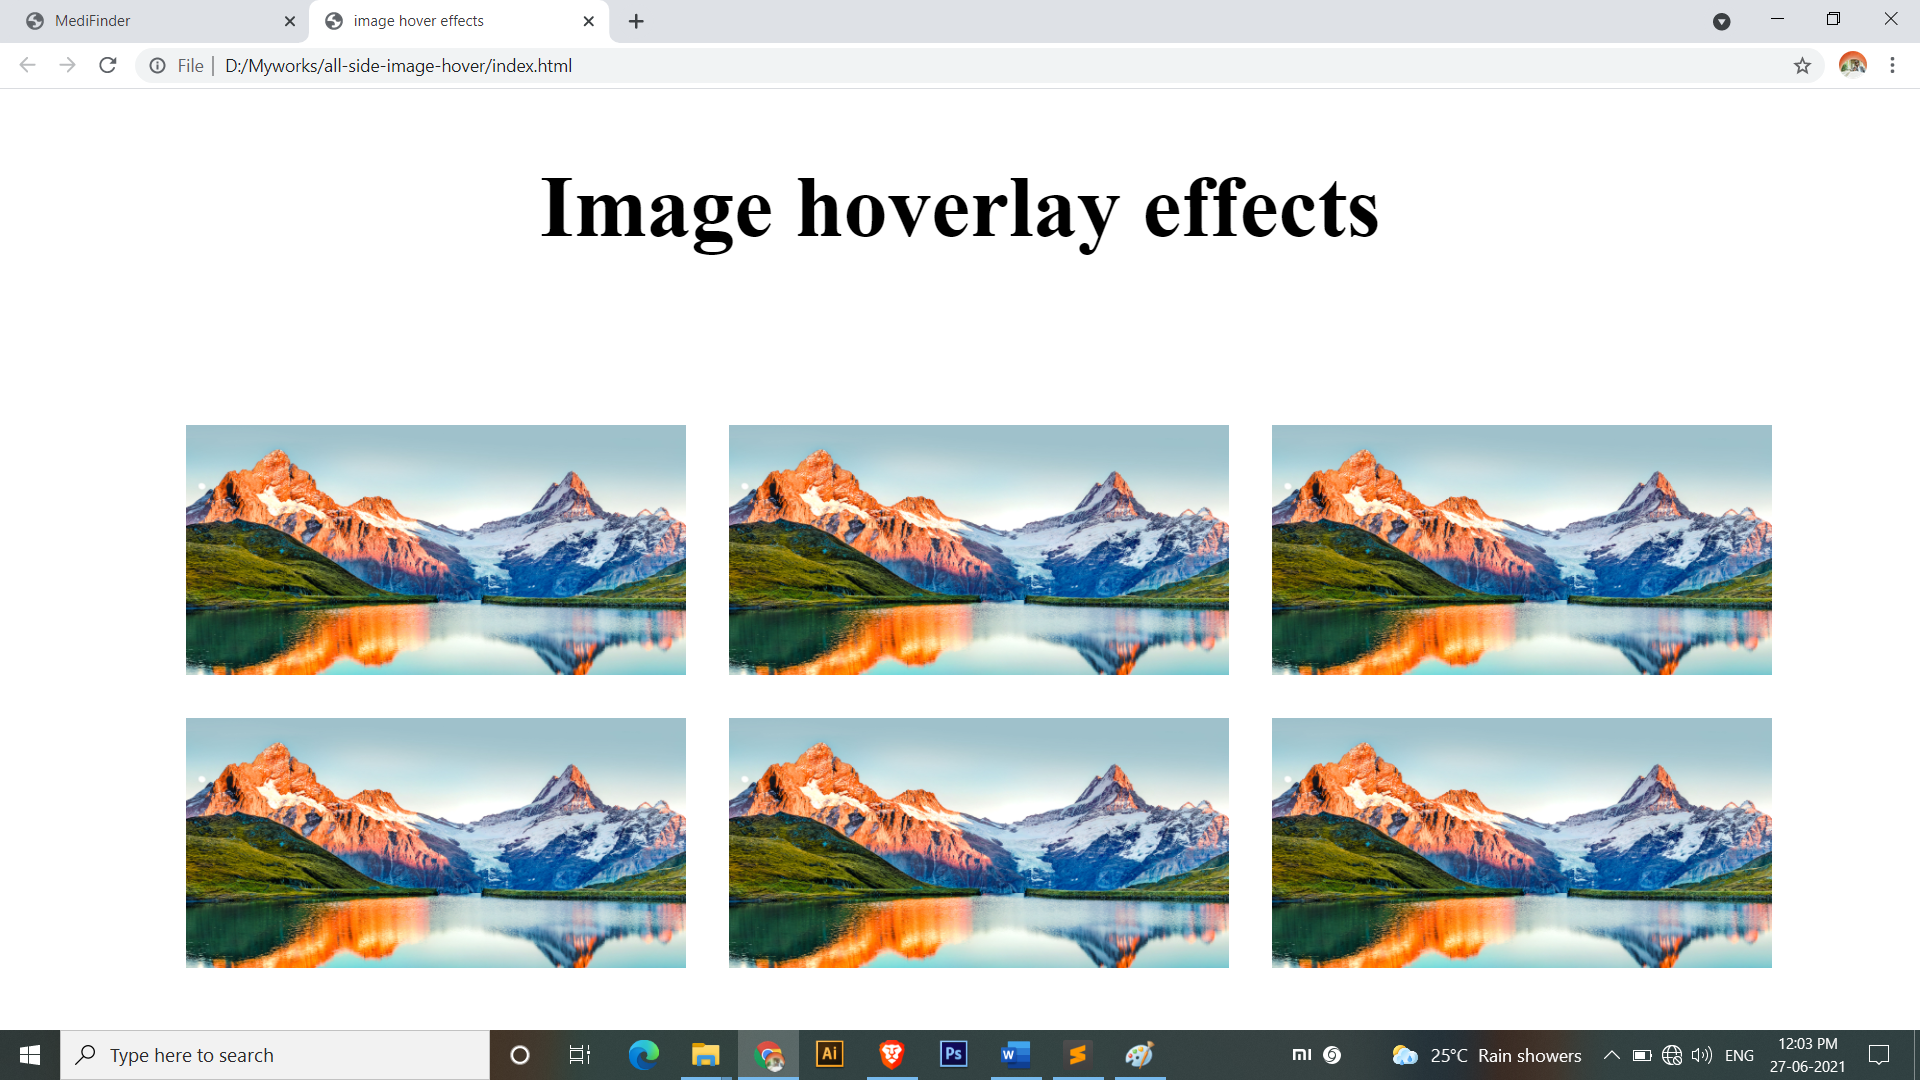 MediFinder
image hover effects
File
D:/Myworks/all-side-image-hover/index.html
Image hoverlay effects
Type here to search
Ai
Ps
W
mi
25°C Rain showers
ENG
12:03 PM
27-06-2021